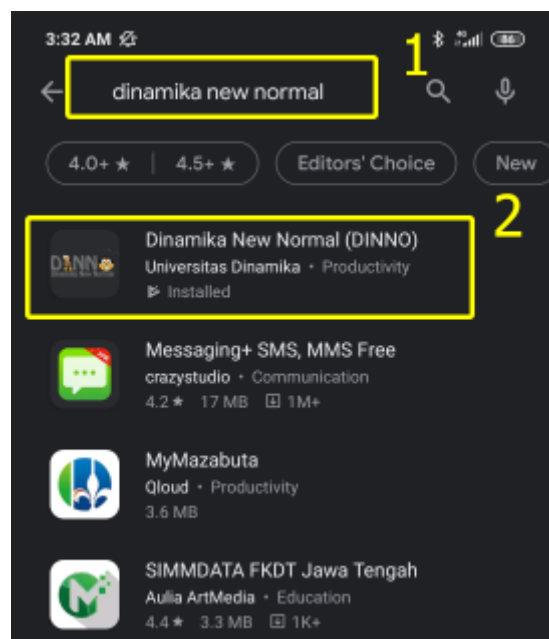 3:32 AM
1
86
dinamika new normal
4.0+ ★ | 4.5+ ★
Editors' Choice
New
2
DINNO
Dinamika New Normal (DINNO)
Universitas Dinamika • Productivity
Installed
Messaging+ SMS, MMS Free
crazystudio • Communication
4.2 ★ 17 MB 1M+
MyMazabuta
Qloud • Productivity
3.6 MB
SIMMDATA FKDT Jawa Tengah
Aulia ArtMedia • Education
4.4 ★ 3.3 MB 1K+